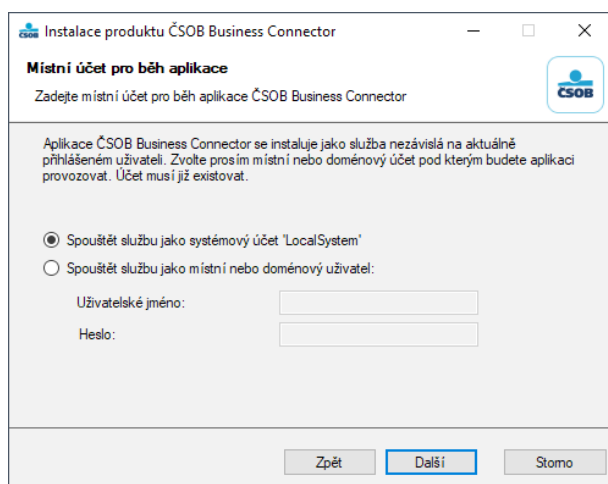 ČSOB Instalace produktu ČSOB Business Connector
Místní účet pro běh aplikace
Zadejte místní účet pro běh aplikace ČSOB Business Connector
ČSOB
Aplikace ČSOB Business Connector se instaluje jako služba nezávislá na aktuálně
přihlášeném uživateli. Zvolte prosím místní nebo doménový účet pod kterým budete aplikaci
provozovat. Účet musí již existovat.
Spouštět službu jako systémový účet 'LocalSystem'
Spouštět službu jako místní nebo doménový uživatel:
Uživatelské jméno:
Heslo:
Zpět Další Storno